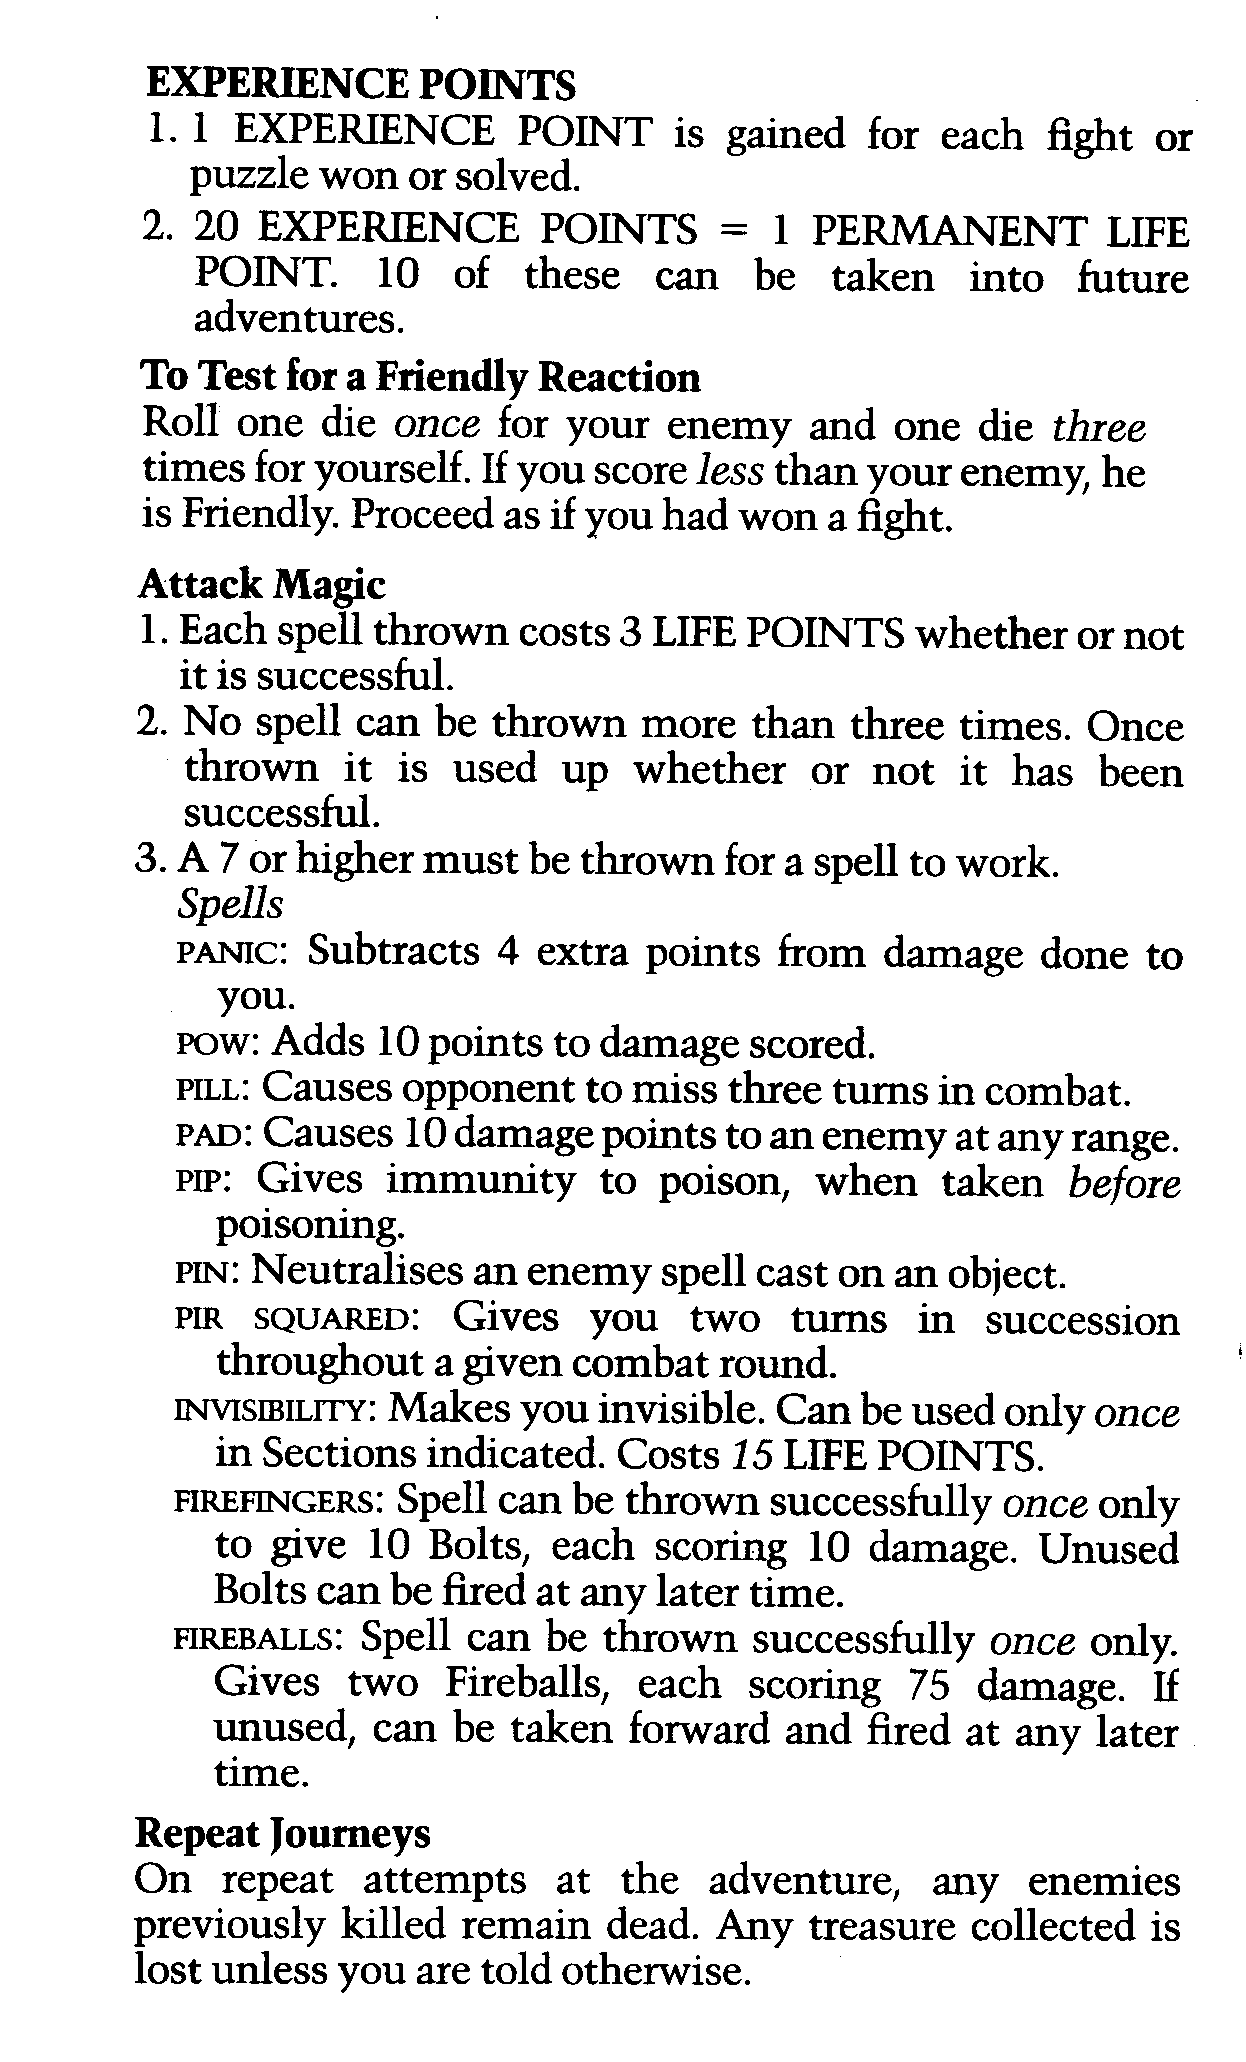 EXPERIENCE POINTS
1. 1 EXPERIENCE POINT is gained for each fight or
puzzle won or solved.
2. 20 EXPERIENCE POINTS = 1 PERMANENT LIFE
POINT. 10 of these can be taken into future
adventures.
To Test for a Friendly Reaction
Roll one die once for your enemy and one die three
times for yourself. If you score less than your enemy, he
is Friendly. Proceed as if you had won a fight.
Attack Magic
1. Each spell thrown costs 3 LIFE POINTS whether or not
it is successful.
2. No spell can be thrown more than three times. Once
thrown it is used up whether or not it has been
successful.
3. A 7 or higher must be thrown for a spell to work.
Spells
PANIC: Subtracts 4 extra points from damage done to
you.
POW: Adds 10 points to damage scored.
PILL: Causes opponent to miss three turns in combat.
PAD: Causes 10 damage points to an enemy at any range.
PIP: Gives immunity to poison, when taken before
poisoning.
PIN: Neutralises an enemy spell cast on an object.
PIR SQUARED: Gives you two turns in succession
throughout a given combat round.
INVISIBILITY: Makes you invisible. Can be used only once
in Sections indicated. Costs 15 LIFE POINTS.
FIREFINGERS: Spell can be thrown successfully once only
to give 10 Bolts, each scoring 10 damage. Unused
Bolts can be fired at any later time.
FIREBALLS: Spell can be thrown successfully once only.
Gives two Fireballs, each scoring 75 damage. If
unused, can be taken forward and fired at any later
time.
Repeat Journeys
On repeat attempts at the adventure, any enemies
previously killed remain dead. Any treasure collected is
lost unless you are told otherwise.